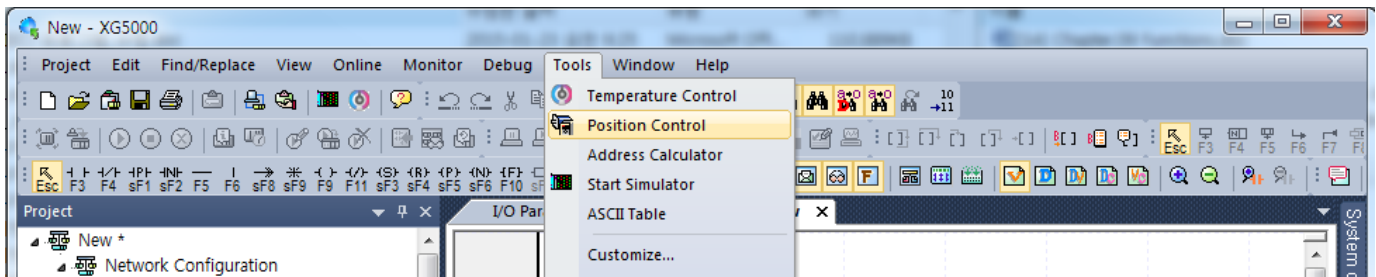 New - XG5000
Project Edit Find/Replace View Online Monitor Debug Tools Window Help
Temperature Control
10
11
Position Control
Esc F3 F4 F5 F6 F7
Address Calculator
Esc F3 F4 sF1 sF2 F5 F6 sF8 sF9 F9 F11 sF3 sF4 sF5 sF6 F10
Start Simulator
Project
I/O Par
ASCII Table
New *
Network Configuration
Customize...
System